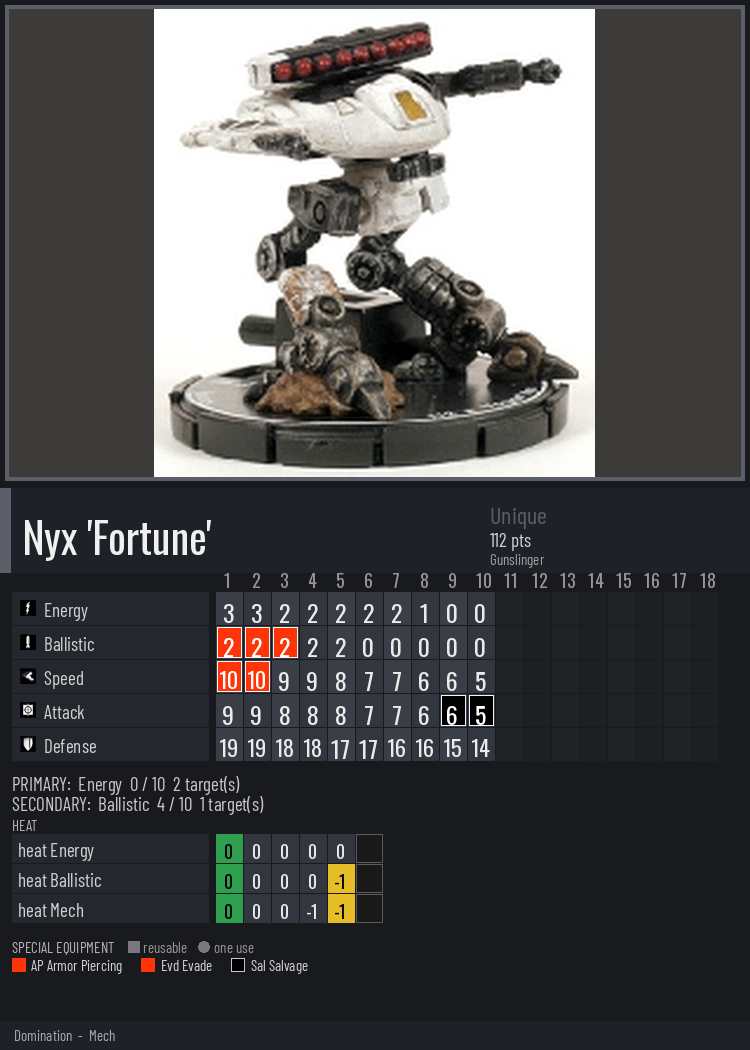 Nyx 'Fortune'
Unique
112 pts
Gunslinger
1 2 3 4 5 6 7 8 9 10 11 12 13 14 15 16 17 18
Energy 3 3 2 2 2 2 2 1 0 0
Ballistic 2 2 2 2 2 0 0 0 0 0
Speed 10 10 9 9 8 7 7 6 6 5
Attack 9 9 8 8 8 7 7 6 6 5
Defense 19 19 18 18 17 17 16 16 15 14
PRIMARY: Energy 0 / 10 2 target(s)
SECONDARY: Ballistic 4 / 10 1 target(s)
HEAT
heat Energy 0 0 0 0 0
heat Ballistic 0 0 0 0 -1
heat Mech 0 0 0 -1 -1
SPECIAL EQUIPMENT reusable one use
AP Armor Piercing Evd Evade Sal Salvage
Domination - Mech